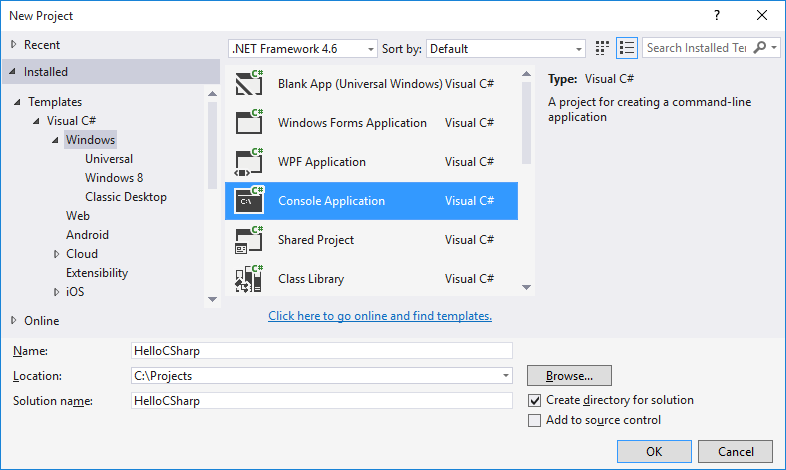 New Project
?
Recent
.NET Framework 4.6
Sort by:
Default
Search Installed Te
Installed
Templates
Visual C#
Windows
Universal
Windows 8
Classic Desktop
Web
Android
Cloud
Extensibility
iOS
Online
C#
Blank App (Universal Windows) Visual C#
C#
Windows Forms Application Visual C#
C#
WPF Application Visual C#
C#
C:\
Console Application Visual C#
C#
Shared Project Visual C#
C#
Class Library Visual C#
Click here to go online and find templates.
Type: Visual C#
A project for creating a command-line
application
Name: HelloCSharp
Location: C:\Projects
Browse...
Solution name: HelloCSharp
Create directory for solution
Add to source control
OK
Cancel